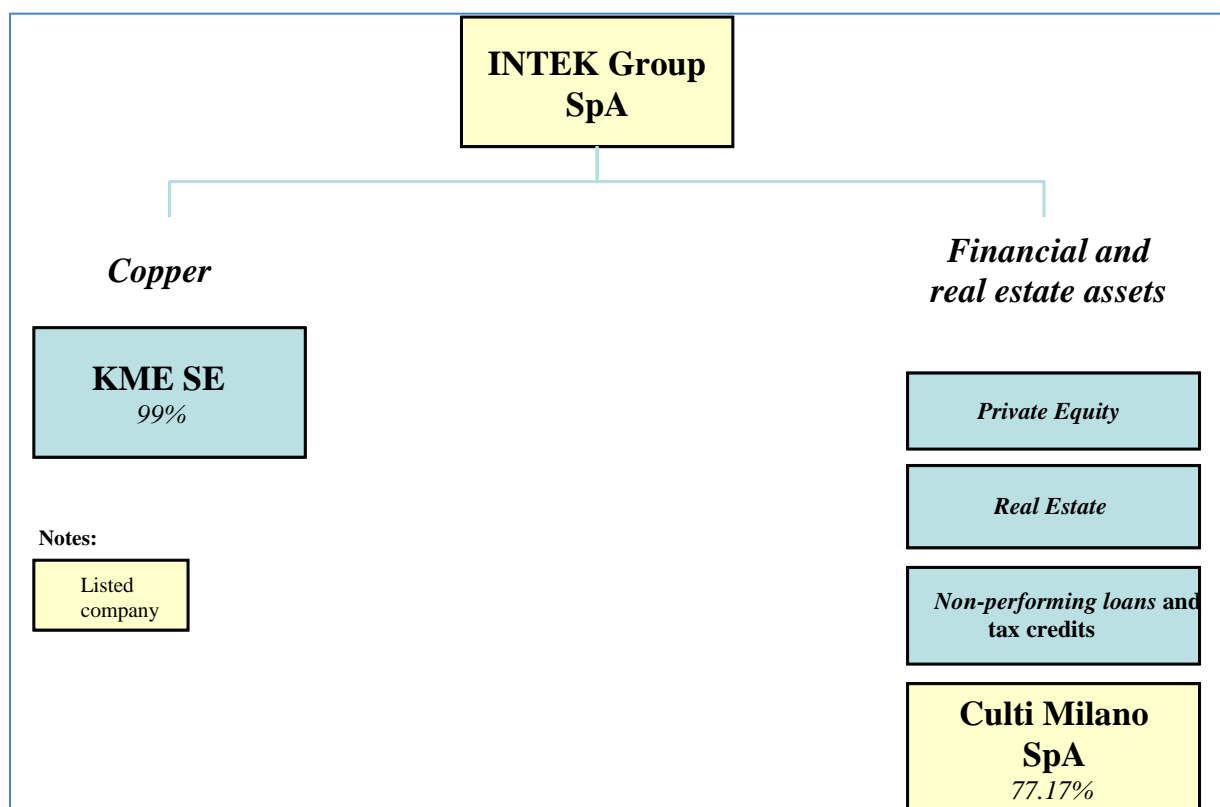 INTEK Group
SpA
Copper
KME SE
99%
Notes:
Listed
company
Financial and
real estate assets
Private Equity
Real Estate
Non-performing loans and
tax credits
Culti Milano
SpA
77.17%